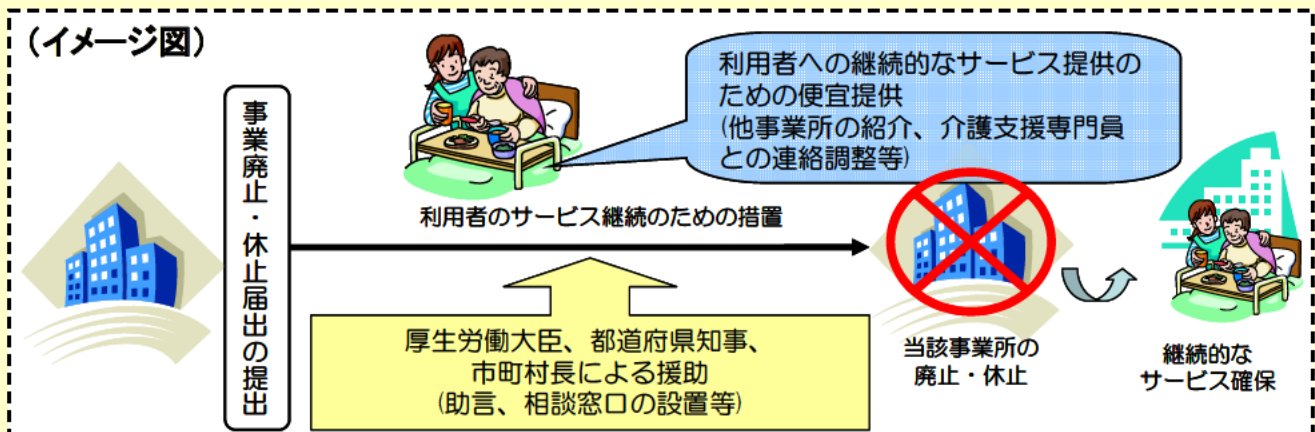 (イメージ図)
事業廃止・休止届出の提出
利用者への継続的なサービス提供の
ための便宜提供
(他事業所の紹介、介護支援専門員
との連絡調整等)
利用者のサービス継続のための措置
厚生労働大臣、都道府県知事、
市町村長による援助
(助言、相談窓口の設置等)
当該事業所の
廃止・休止
継続的な
サービス確保